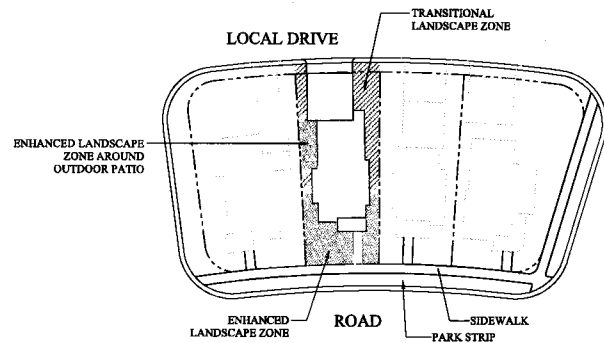 TRANSITIONAL
LANDSCAPE ZONE
LOCAL DRIVE
ENHANCED LANDSCAPE
ZONE AROUND
OUTDOOR PATIO
ENHANCED
LANDSCAPE ZONE
ROAD
SIDEWALK
PARK STRIP